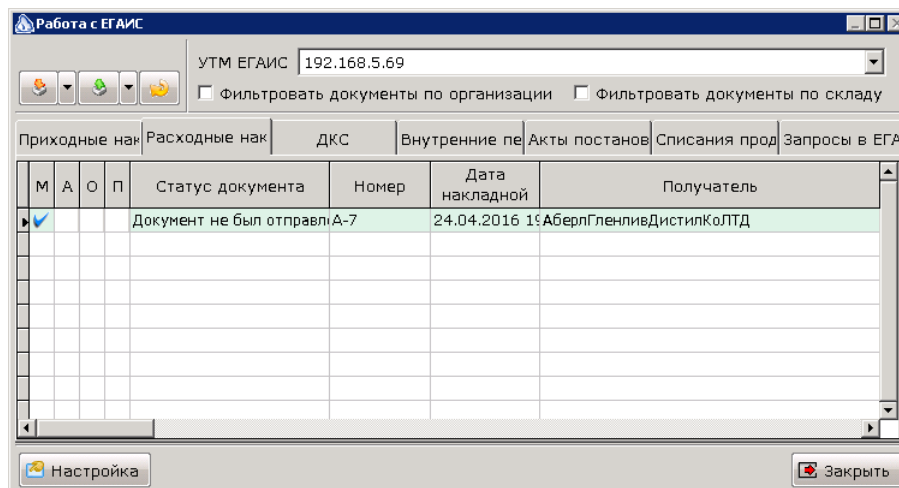 Работа с ЕГАИС
УТМ ЕГАИС 192.168.5.69
Фильтровать документы по организации Фильтровать документы по складу
Приходные нак Расходные нак ДКС Внутренние пе Акты постанов Списания прод Запросы в ЕГА
М А О П Статус документа Номер Дата накладной Получатель
Документ не был отправл А-7 24.04.2016 19 АберлГленливДистилКоЛТД
Настройка Закрыть